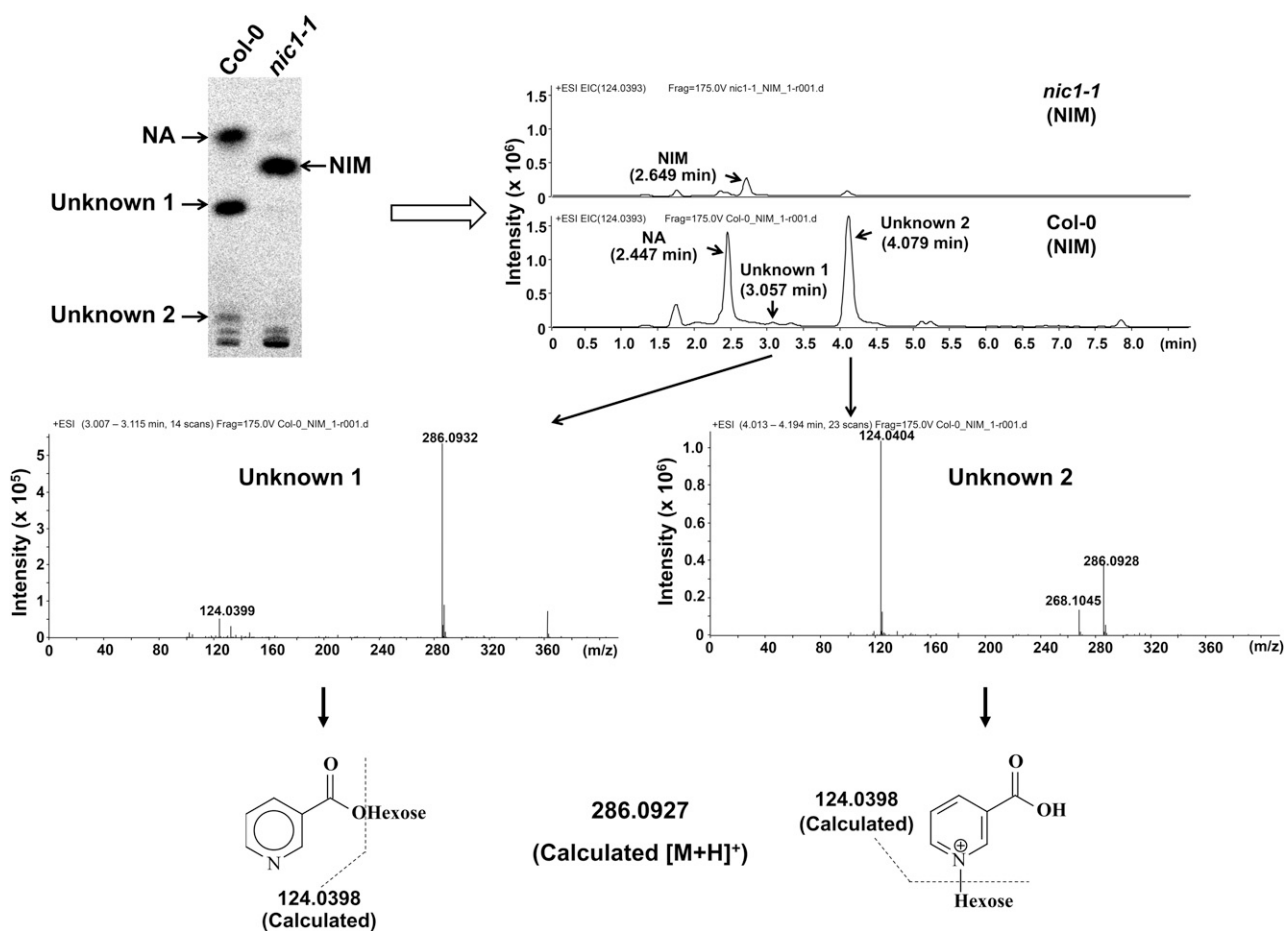 Col-0
nic1-1
NA
NIM
Unknown 1
Unknown 2
+ESI EIC(124.0393) Frag=175.0V nic1-1_NIM_1-r001.d
nic1-1
(NIM)
NIM
(2.649 min)
1.5
1.0
0.5
0
+ESI EIC(124.0393) Frag=175.0V Col-0_NIM_1-r001.d
Col-0
(NIM)
NA
(2.447 min)
Unknown 1
(3.057 min)
Unknown 2
(4.079 min)
1.5
1.0
0.5
0
Intensity (x 10⁶)
0 0.5 1.0 1.5 2.0 2.5 3.0 3.5 4.0 4.5 5.0 5.5 6.0 6.5 7.0 7.5 8.0 (min)
+ESI (3.007 – 3.115 min, 14 scans) Frag=175.0V Col-0_NIM_1-r001.d
286.0932
Unknown 1
124.0399
5
4
3
2
1
0
Intensity (x 10⁵)
0 40 80 120 160 200 240 280 320 360 (m/z)
+ESI (4.013 – 4.194 min, 23 scans) Frag=175.0V Col-0_NIM_1-r001.d
124.0404
Unknown 2
286.0928
268.1045
1.0
0.8
0.6
0.4
0.2
0
Intensity (x 10⁶)
0 40 80 120 160 200 240 280 320 360 (m/z)
O
OHexose
N
124.0398
(Calculated)
286.0927
(Calculated [M+H]⁺)
124.0398
(Calculated)
O
OH
N
+
Hexose